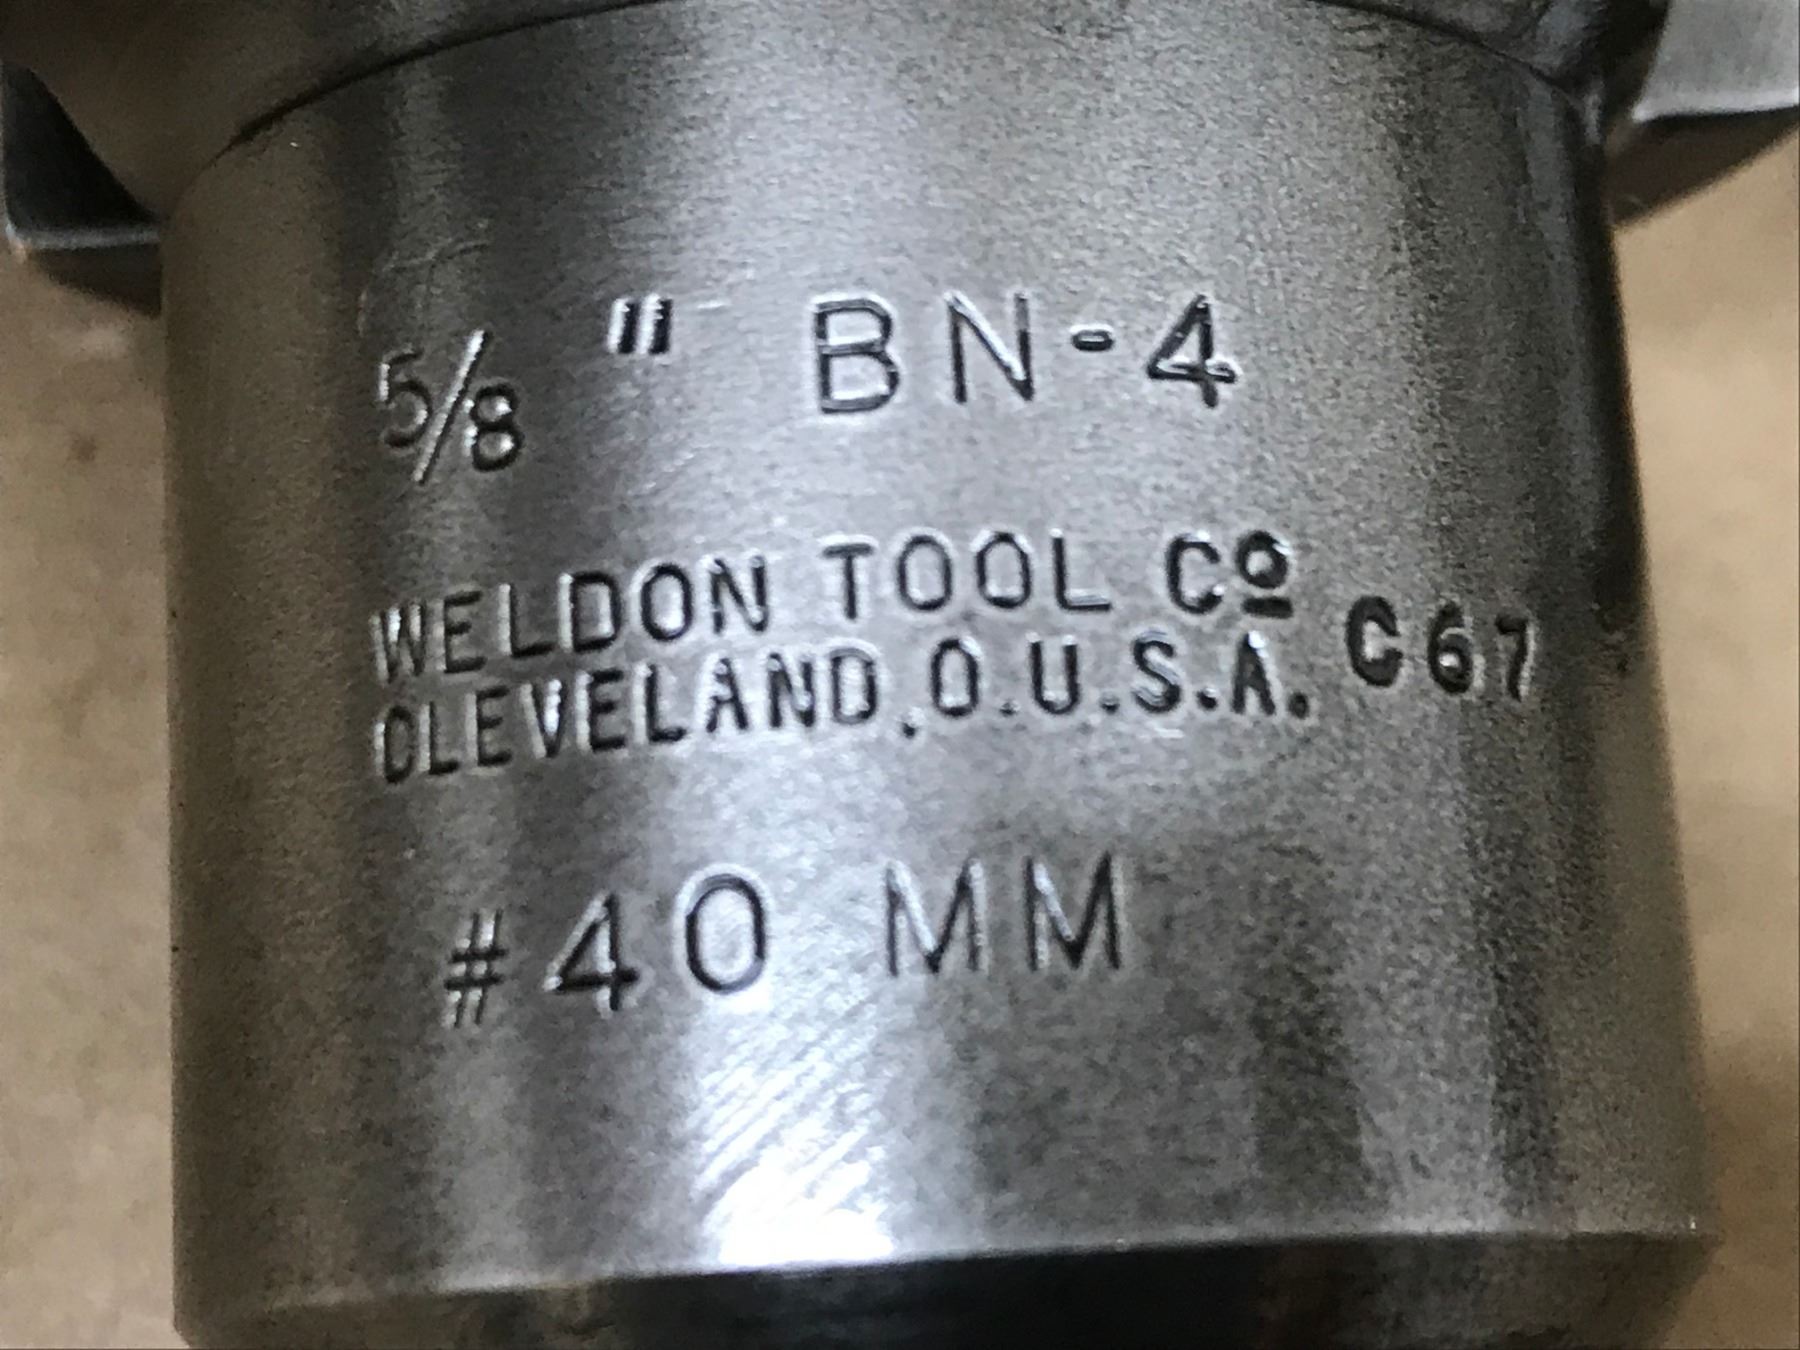 5/8 " BN-4
WELDON TOOL Cº
CLEVELAND, O. U.S.A. C67
#40 MM